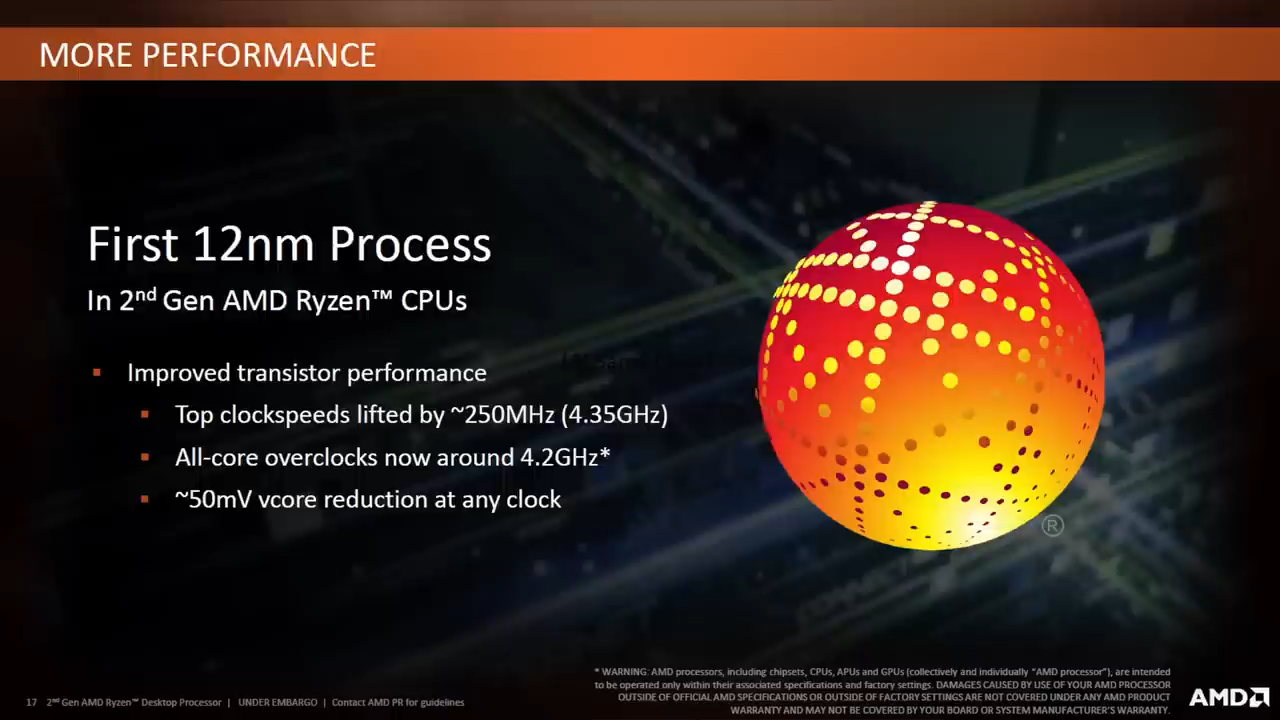 MORE PERFORMANCE
First 12nm Process
In 2nd Gen AMD Ryzen™ CPUs
▪ Improved transistor performance
▪ Top clockspeeds lifted by ~250MHz (4.35GHz)
▪ All-core overclocks now around 4.2GHz*
▪ ~50mV vcore reduction at any clock
®
* WARNING: AMD processors, including chipsets, CPUs, APUs and GPUs (collectively and individually “AMD processor”), are intended
to be operated only within their associated specifications and factory settings. DAMAGES CAUSED BY USE OF YOUR AMD PROCESSOR
OUTSIDE OF OFFICIAL AMD SPECIFICATIONS OR OUTSIDE OF FACTORY SETTINGS ARE NOT COVERED UNDER ANY AMD PRODUCT
WARRANTY AND MAY NOT BE COVERED BY YOUR BOARD OR SYSTEM MANUFACTURER’S WARRANTY.
17 2nd Gen AMD Ryzen™ Desktop Processor | UNDER EMBARGO | Contact AMD PR for guidelines
AMD